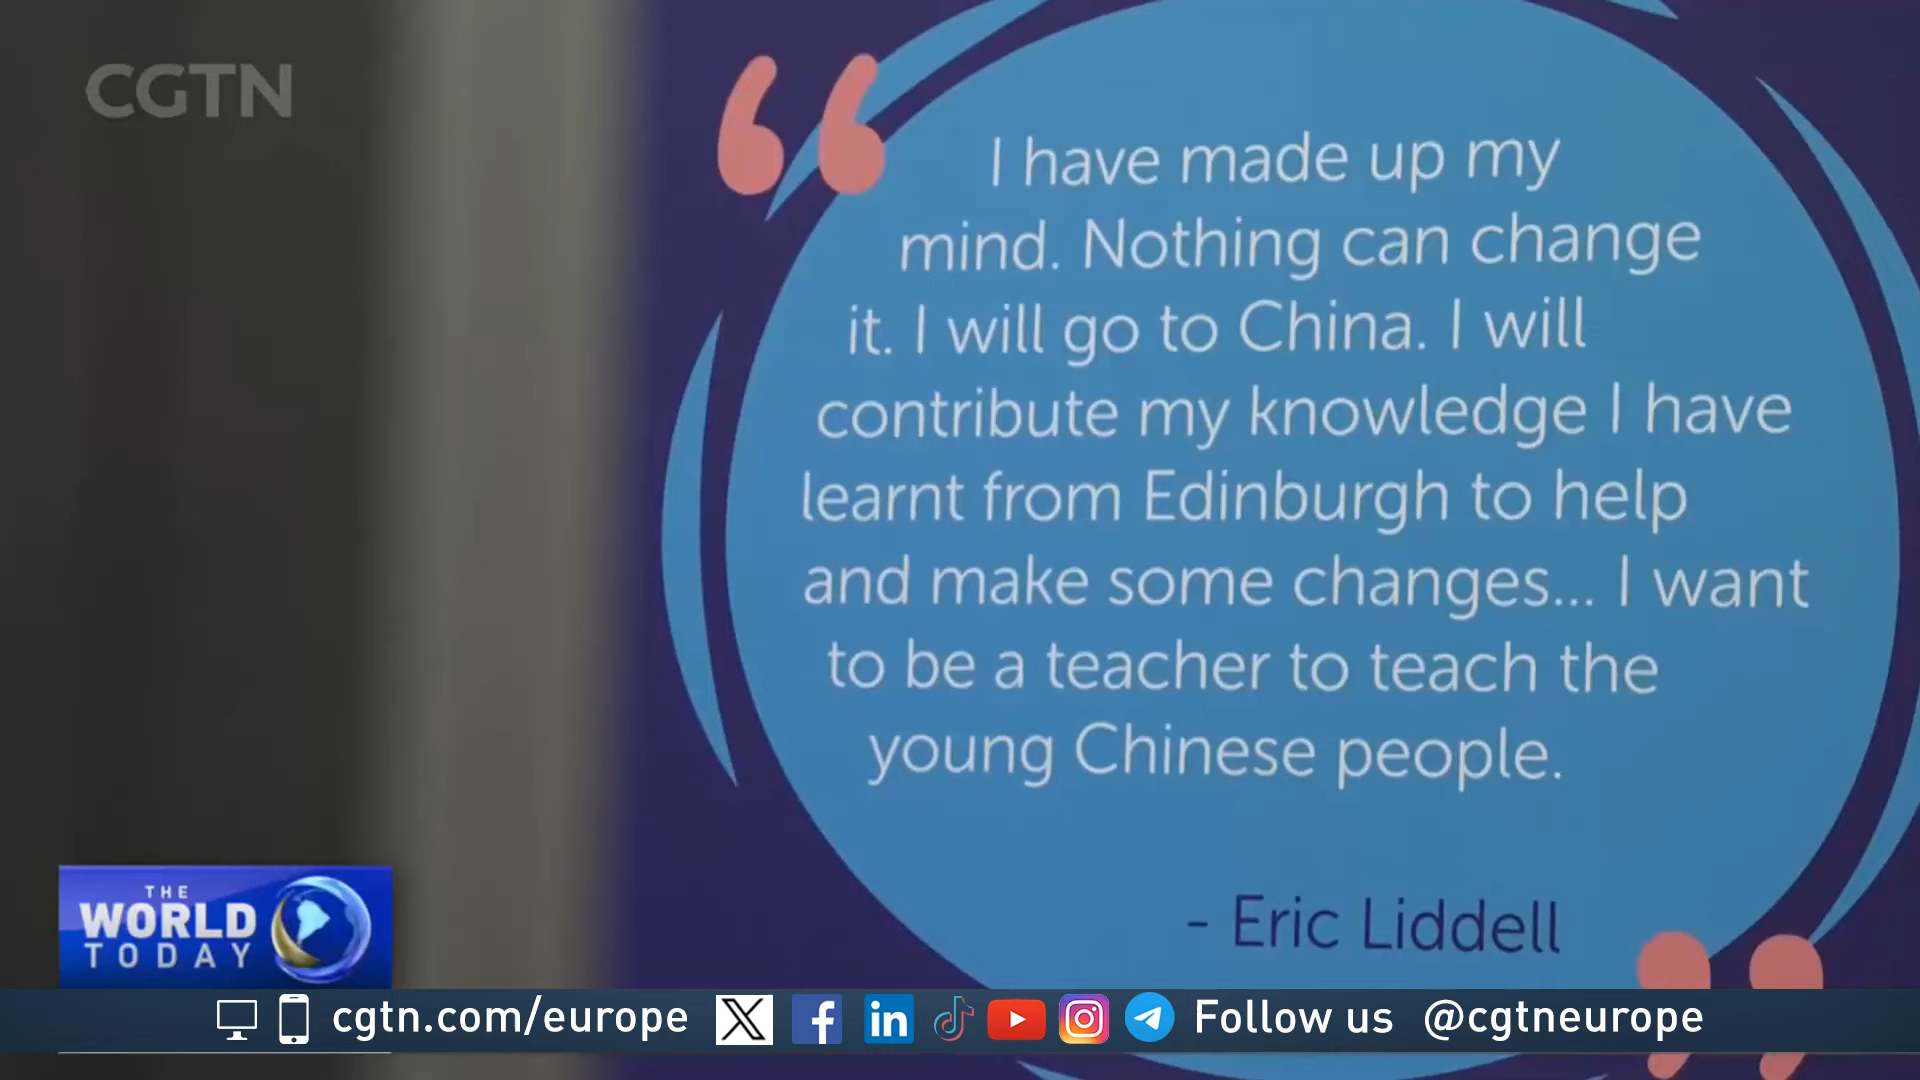 CGTN
“
I have made up my
mind. Nothing can change
it. I will go to China. I will
contribute my knowledge I have
learnt from Edinburgh to help
and make some changes... I want
to be a teacher to teach the
young Chinese people.
- Eric Liddell
”
THE
WORLD
TODAY
cgtn.com/europe Follow us @cgtneurope